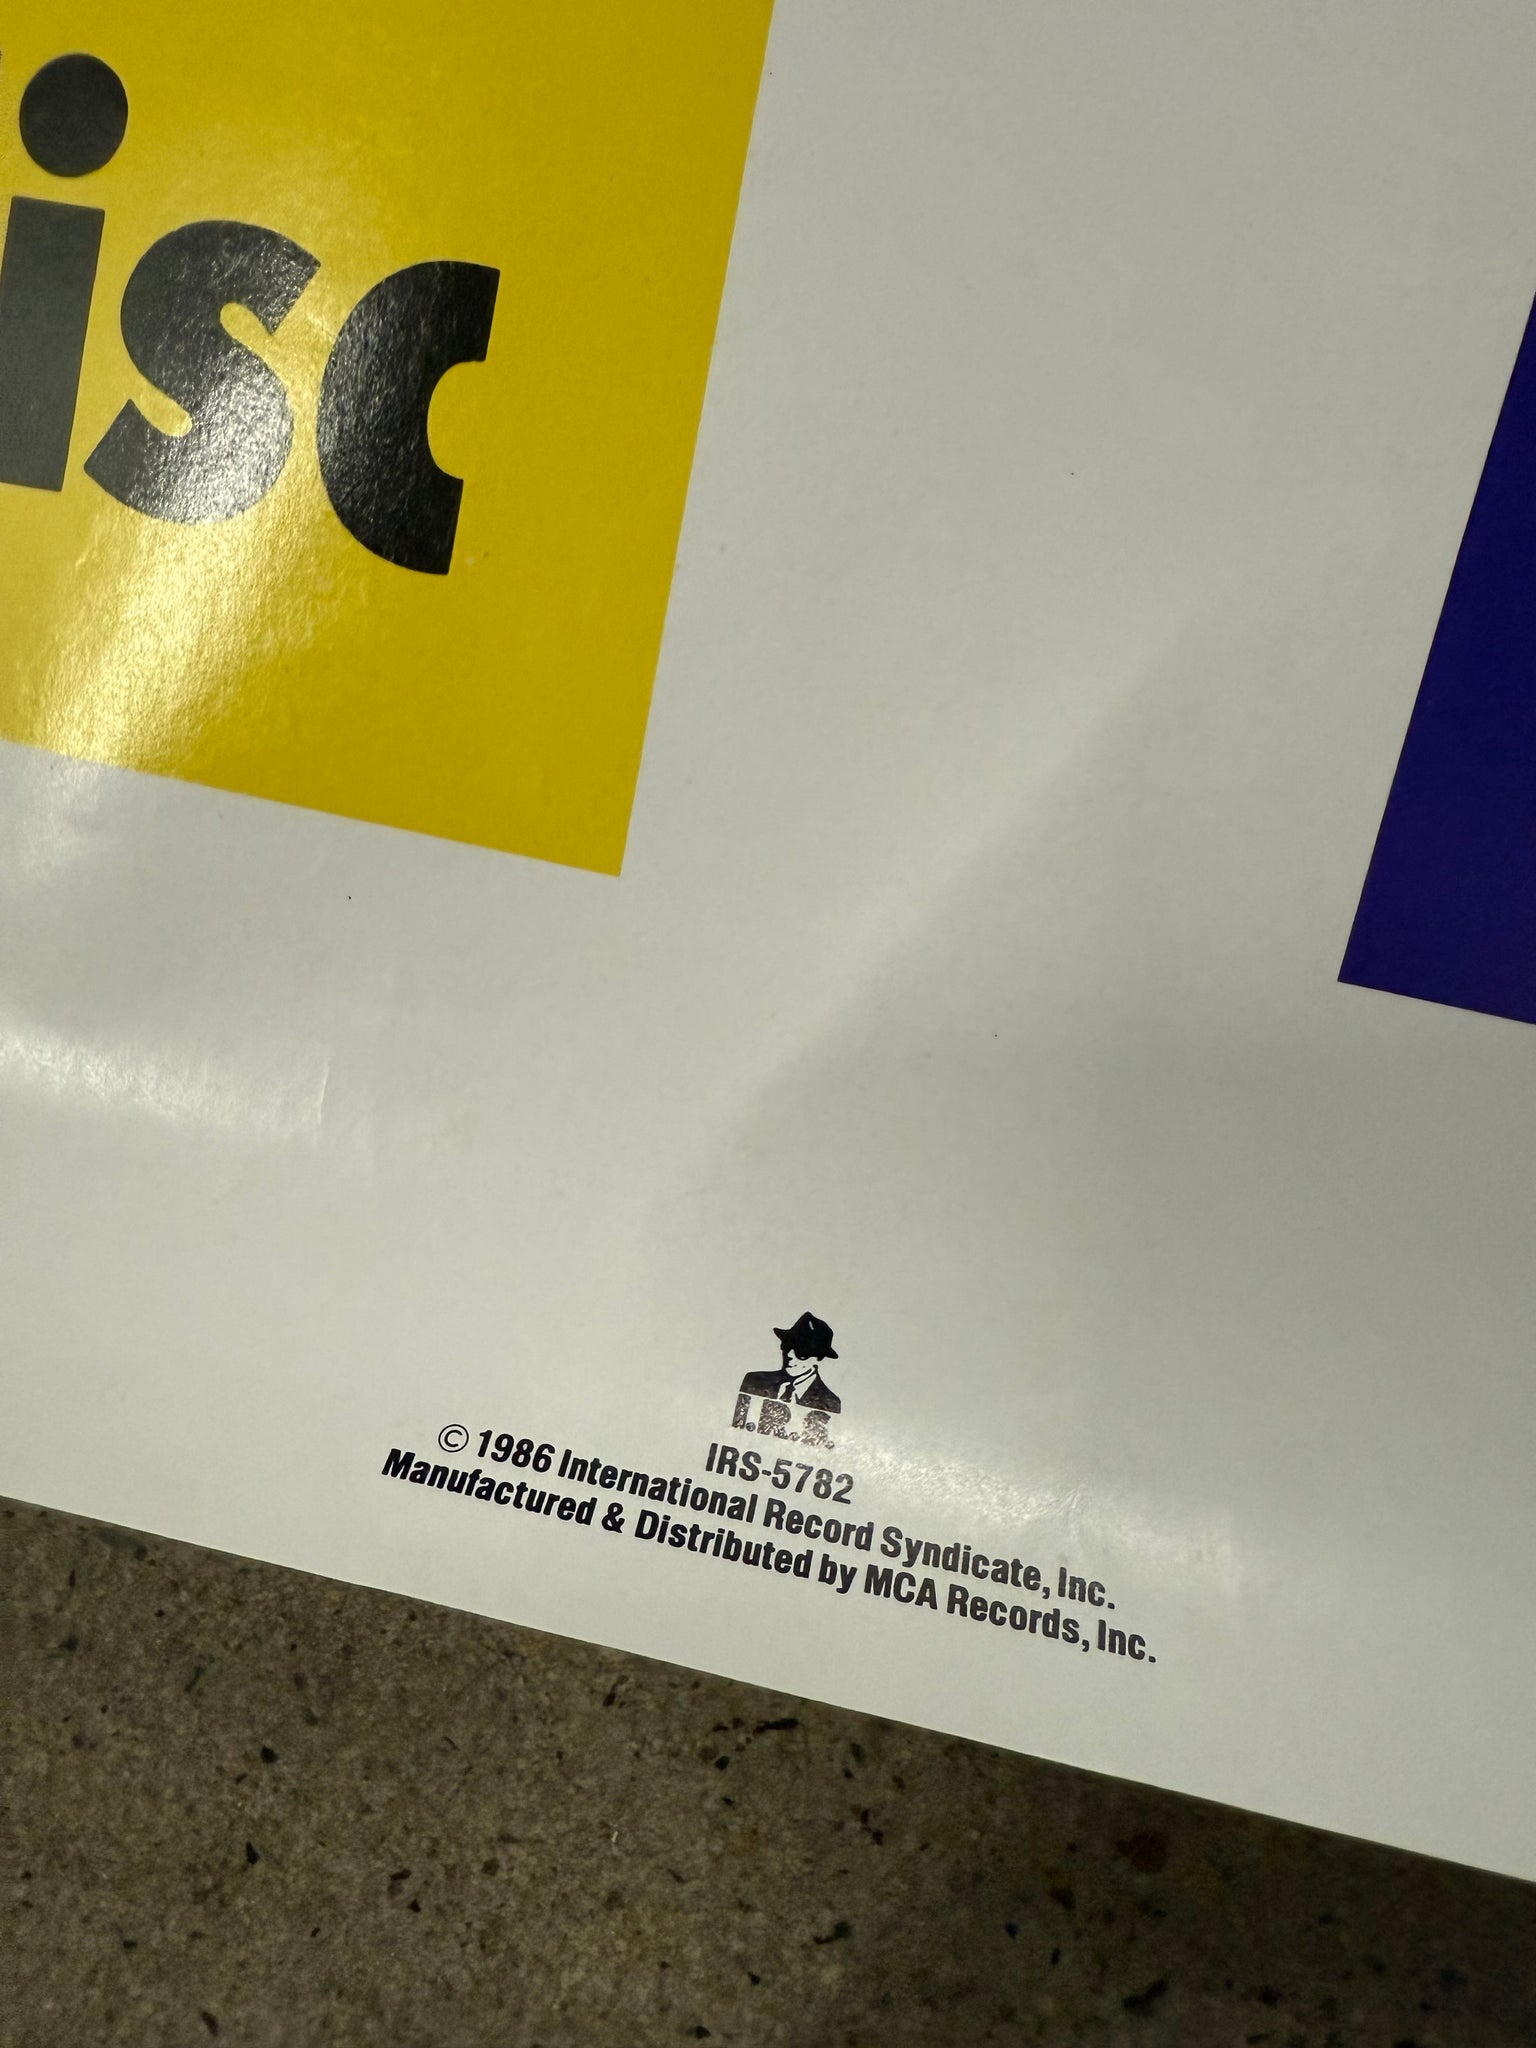 isc
I.R.S.
IRS-5782
© 1986 International Record Syndicate, Inc.
Manufactured & Distributed by MCA Records, Inc.